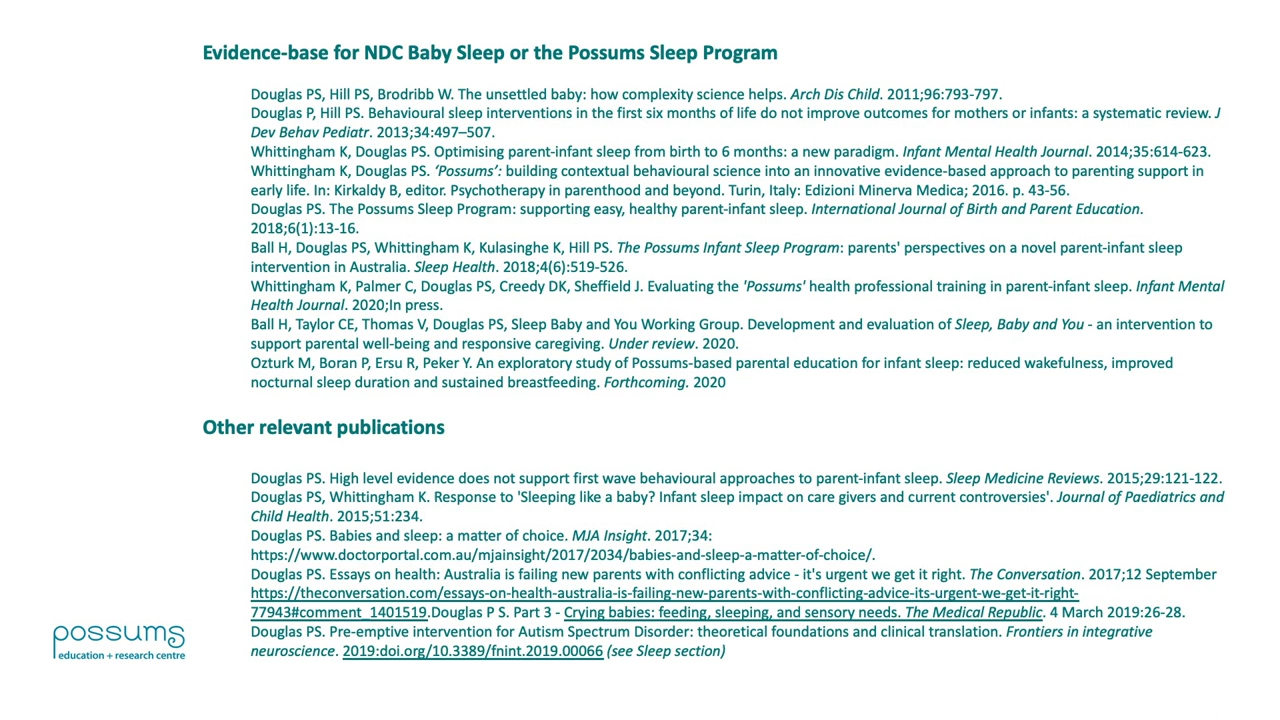 Evidence-base for NDC Baby Sleep or the Possums Sleep Program
Douglas PS, Hill PS, Brodribb W. The unsettled baby: how complexity science helps. Arch Dis Child. 2011;96:793-797.
Douglas P, Hill PS. Behavioural sleep interventions in the first six months of life do not improve outcomes for mothers or infants: a systematic review. J
Dev Behav Pediatr. 2013;34:497–507.
Whittingham K, Douglas PS. Optimising parent-infant sleep from birth to 6 months: a new paradigm. Infant Mental Health Journal. 2014;35:614-623.
Whittingham K, Douglas PS. ‘Possums’: building contextual behavioural science into an innovative evidence-based approach to parenting support in
early life. In: Kirkaldy B, editor. Psychotherapy in parenthood and beyond. Turin, Italy: Edizioni Minerva Medica; 2016. p. 43-56.
Douglas PS. The Possums Sleep Program: supporting easy, healthy parent-infant sleep. International Journal of Birth and Parent Education.
2018;6(1):13-16.
Ball H, Douglas PS, Whittingham K, Kulasinghe K, Hill PS. The Possums Infant Sleep Program: parents' perspectives on a novel parent-infant sleep
intervention in Australia. Sleep Health. 2018;4(6):519-526.
Whittingham K, Palmer C, Douglas PS, Creedy DK, Sheffield J. Evaluating the 'Possums' health professional training in parent-infant sleep. Infant Mental
Health Journal. 2020;In press.
Ball H, Taylor CE, Thomas V, Douglas PS, Sleep Baby and You Working Group. Development and evaluation of Sleep, Baby and You - an intervention to
support parental well-being and responsive caregiving. Under review. 2020.
Ozturk M, Boran P, Ersu R, Peker Y. An exploratory study of Possums-based parental education for infant sleep: reduced wakefulness, improved
nocturnal sleep duration and sustained breastfeeding. Forthcoming. 2020
Other relevant publications
Douglas PS. High level evidence does not support first wave behavioural approaches to parent-infant sleep. Sleep Medicine Reviews. 2015;29:121-122.
Douglas PS, Whittingham K. Response to 'Sleeping like a baby? Infant sleep impact on care givers and current controversies'. Journal of Paediatrics and
Child Health. 2015;51:234.
Douglas PS. Babies and sleep: a matter of choice. MJA Insight. 2017;34:
https://www.doctorportal.com.au/mjainsight/2017/2034/babies-and-sleep-a-matter-of-choice/.
Douglas PS. Essays on health: Australia is failing new parents with conflicting advice - it's urgent we get it right. The Conversation. 2017;12 September
https://theconversation.com/essays-on-health-australia-is-failing-new-parents-with-conflicting-advice-its-urgent-we-get-it-right-
77943#comment_1401519.Douglas P S. Part 3 - Crying babies: feeding, sleeping, and sensory needs. The Medical Republic. 4 March 2019:26-28.
Douglas PS. Pre-emptive intervention for Autism Spectrum Disorder: theoretical foundations and clinical translation. Frontiers in integrative
neuroscience. 2019:doi.org/10.3389/fnint.2019.00066 (see Sleep section)
possums
education + research centre